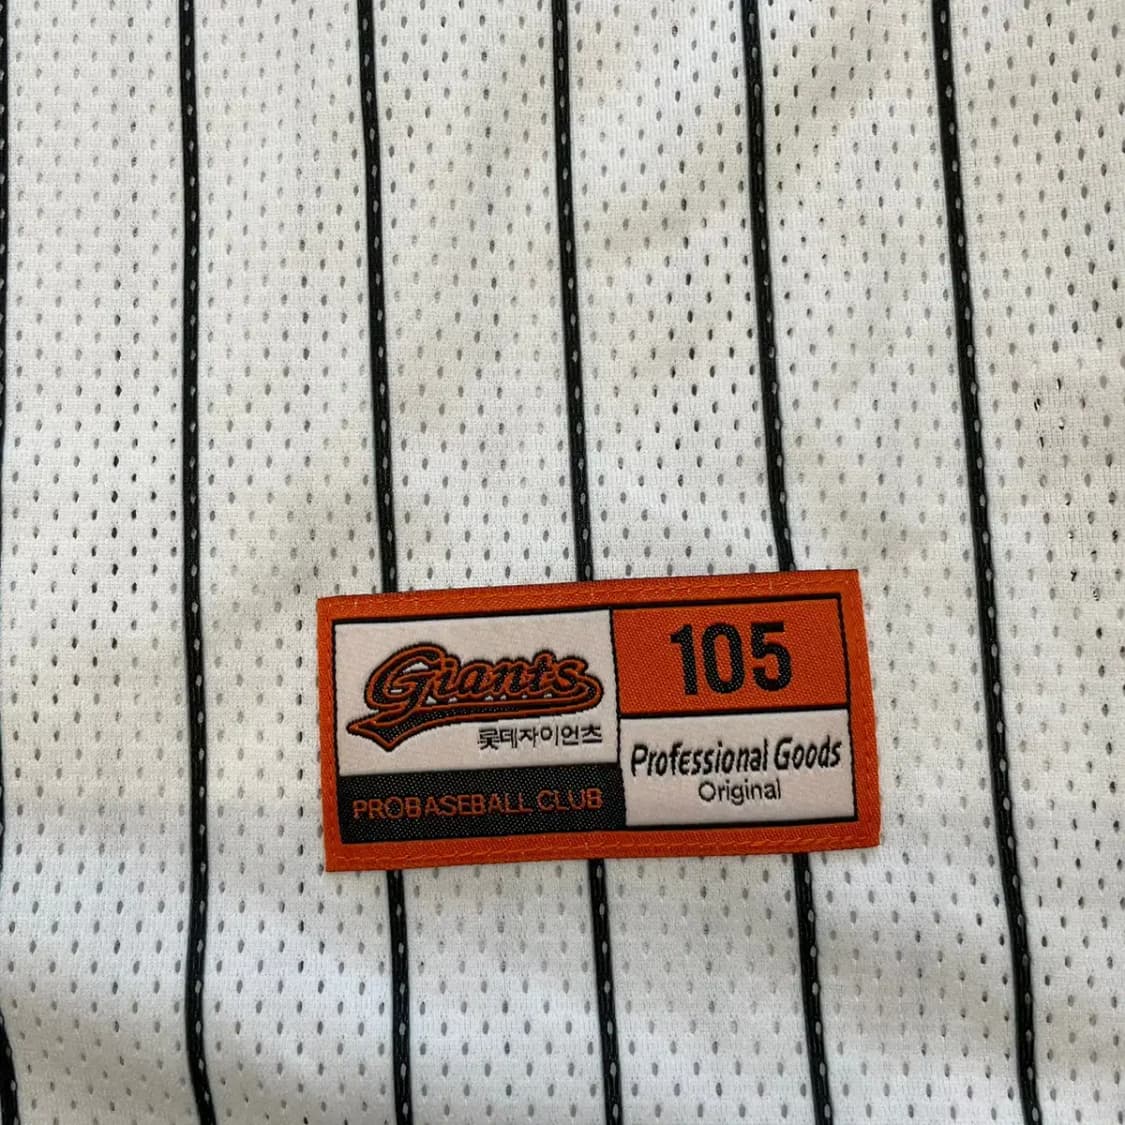 Giants
롯데자이언츠
PROBASEBALL CLUB
105
Professional Goods
Original